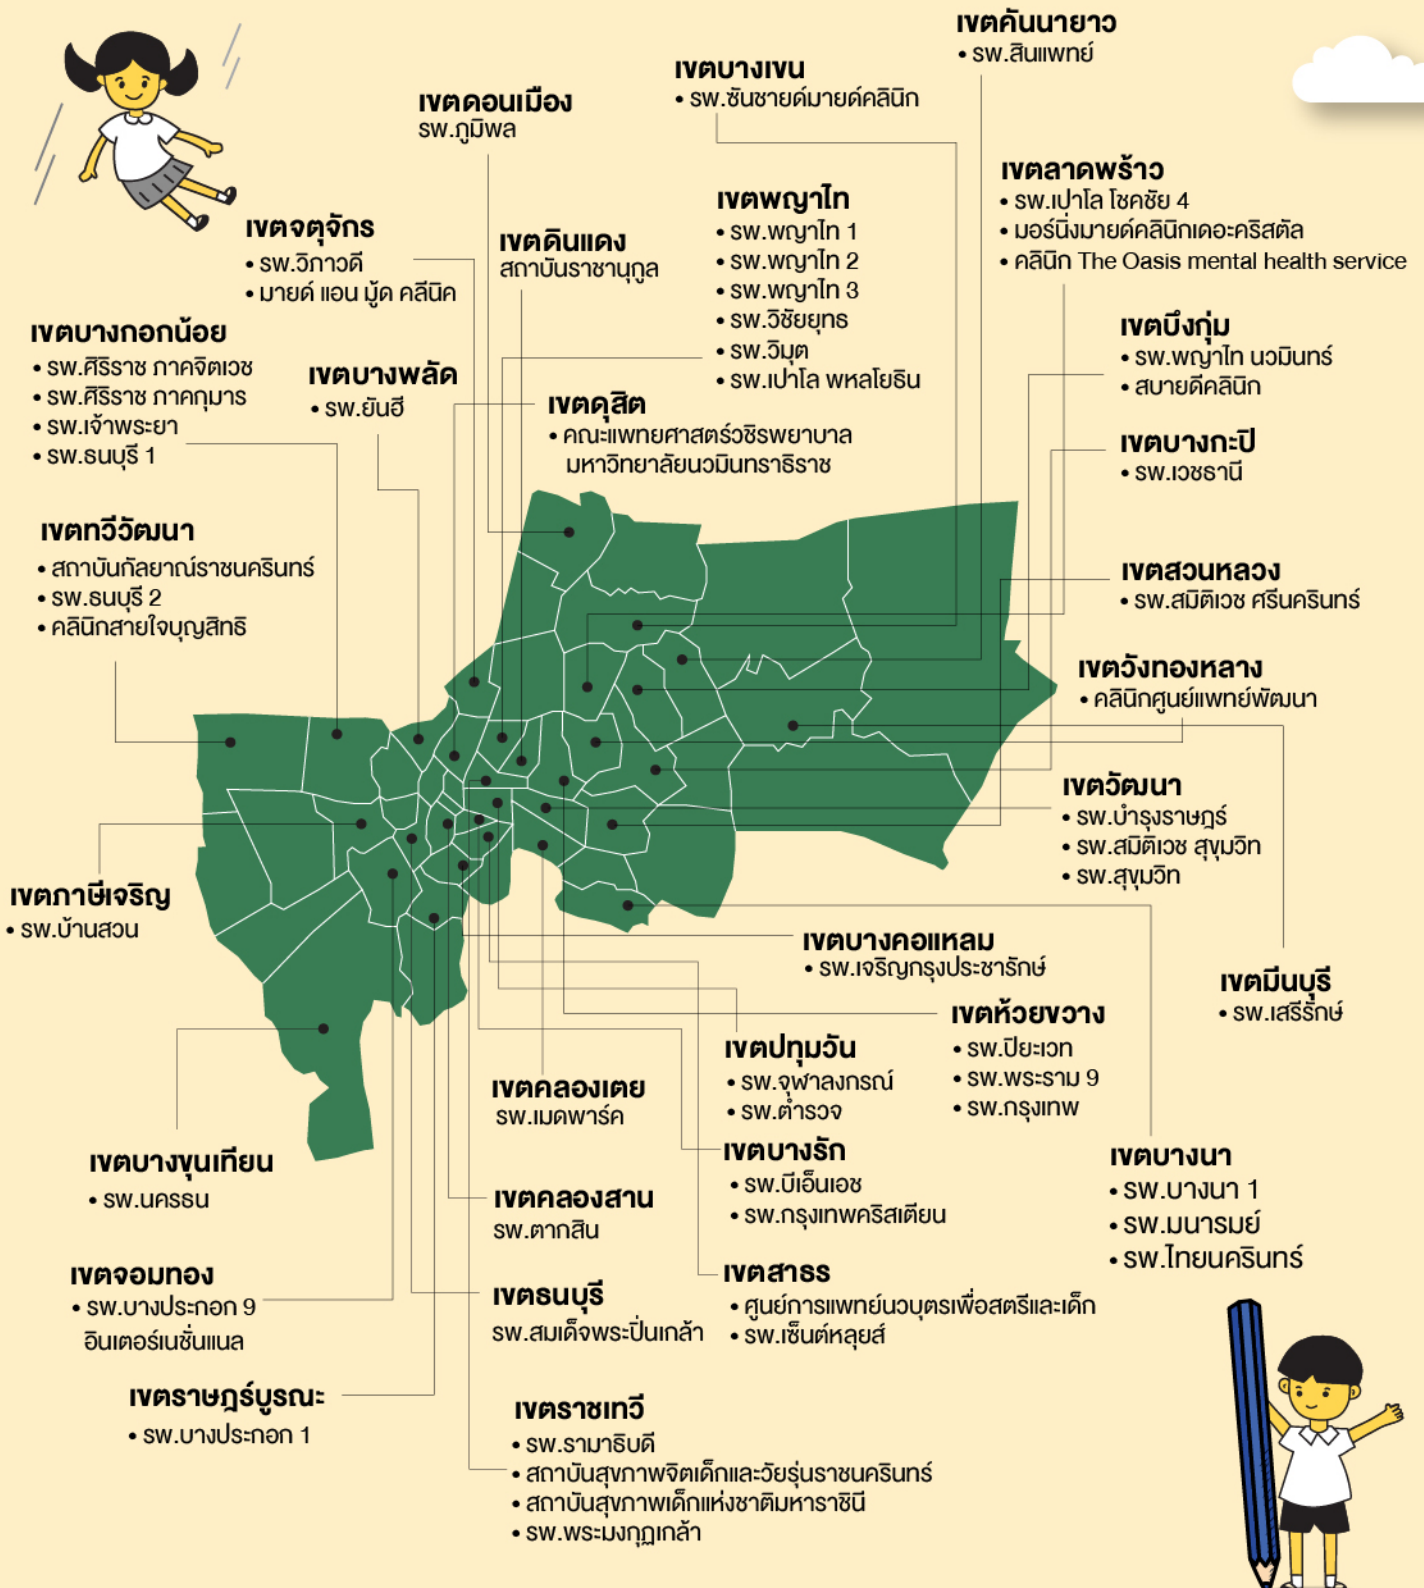 เขตคันนายาว
• รพ.สินแพทย์
เขตบางเขน
• รพ.ซันชายด์มายด์คลินิก
เขตดอนเมือง
รพ.ภูมิพล
เขตลาดพร้าว
• รพ.เปาโล โชคชัย 4
• มอร์นิ่งมายด์คลินิกเดอะคริสตัล
• คลินิก The Oasis mental health service
เขตพญาไท
• รพ.พญาไท 1
• รพ.พญาไท 2
• รพ.พญาไท 3
• รพ.วิชัยยุทธ
• รพ.วิมุต
• รพ.เปาโล พหลโยธิน
เขตจตุจักร
• รพ.วิภาวดี
• มายด์ แอน มู้ด คลีนิค
เขตดินแดง
สถาบันราชานุกูล
เขตบางกอกน้อย
• รพ.ศิริราช ภาคจิตเวช
• รพ.ศิริราช ภาคกุมาร
• รพ.เจ้าพระยา
• รพ.ธนบุรี 1
เขตบางพลัด
• รพ.ยันฮี
เขตดุสิต
• คณะแพทยศาสตร์วชิรพยาบาล
มหาวิทยาลัยนวมินทราธิราช
เขตบึงกุ่ม
• รพ.พญาไท นวมินทร์
• สบายดีคลินิก
เขตบางกะปิ
• รพ.เวชธานี
เขตทวีวัฒนา
• สถาบันกัลยาณ์ราชนครินทร์
• รพ.ธนบุรี 2
• คลินิกสายใจบุญสิทธิ
เขตสวนหลวง
• รพ.สมิติเวช ศรีนครินทร์
เขตวังทองหลาง
• คลินิกศูนย์แพทย์พัฒนา
เขตวัฒนา
• รพ.บำรุงราษฎร์
• รพ.สมิติเวช สุขุมวิท
• รพ.สุขุมวิท
เขตภาษีเจริญ
• รพ.บ้านสวน
เขตบางคอแหลม
• รพ.เจริญกรุงประชารักษ์
เขตมีนบุรี
• รพ.เสรีรักษ์
เขตห้วยขวาง
• รพ.ปิยะเวท
• รพ.พระราม 9
• รพ.กรุงเทพ
เขตปทุมวัน
• รพ.จุฬาลงกรณ์
• รพ.ตำรวจ
เขตคลองเตย
รพ.เมดพาร์ค
เขตบางรัก
• รพ.บีเอ็นเอช
• รพ.กรุงเทพคริสเตียน
เขตบางนา
• รพ.บางนา 1
• รพ.มนารมย์
• รพ.ไทยนครินทร์
เขตบางขุนเทียน
• รพ.นครธน
เขตคลองสาน
รพ.ตากสิน
เขตจอมทอง
• รพ.บางประกอก 9
อินเตอร์เนชั่นแนล
เขตธนบุรี
รพ.สมเด็จพระปิ่นเกล้า
เขตสาธร
• ศูนย์การแพทย์นวบุตรเพื่อสตรีและเด็ก
• รพ.เซ็นต์หลุยส์
เขตราษฎร์บูรณะ
• รพ.บางประกอก 1
เขตราชเทวี
• รพ.รามาธิบดี
• สถาบันสุขภาพจิตเด็กและวัยรุ่นราชนครินทร์
• สถาบันสุขภาพเด็กแห่งชาติมหาราชินี
• รพ.พระมงกุฎเกล้า